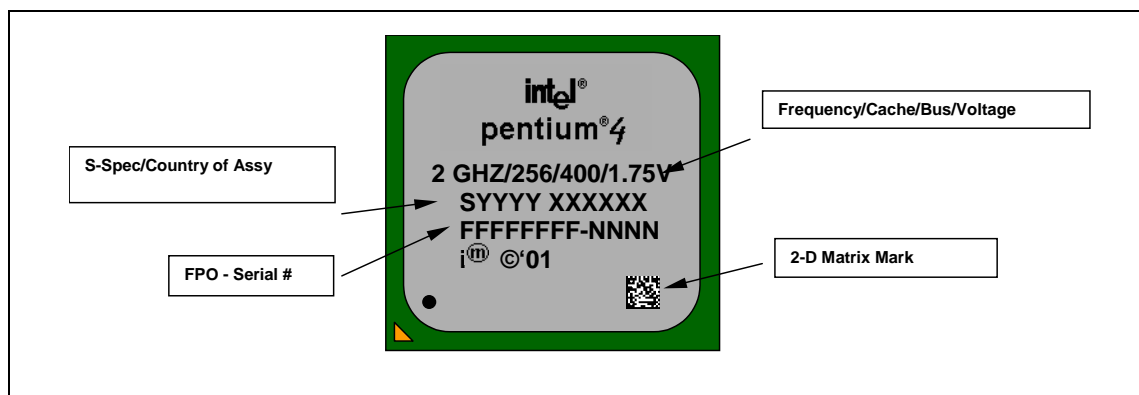 intel®
pentium®4
2 GHZ/256/400/1.75V
SYYYY XXXXXX
FFFFFFFF-NNNN
i ⓜ ©‘01
Frequency/Cache/Bus/Voltage
S-Spec/Country of Assy
FPO - Serial #
2-D Matrix Mark